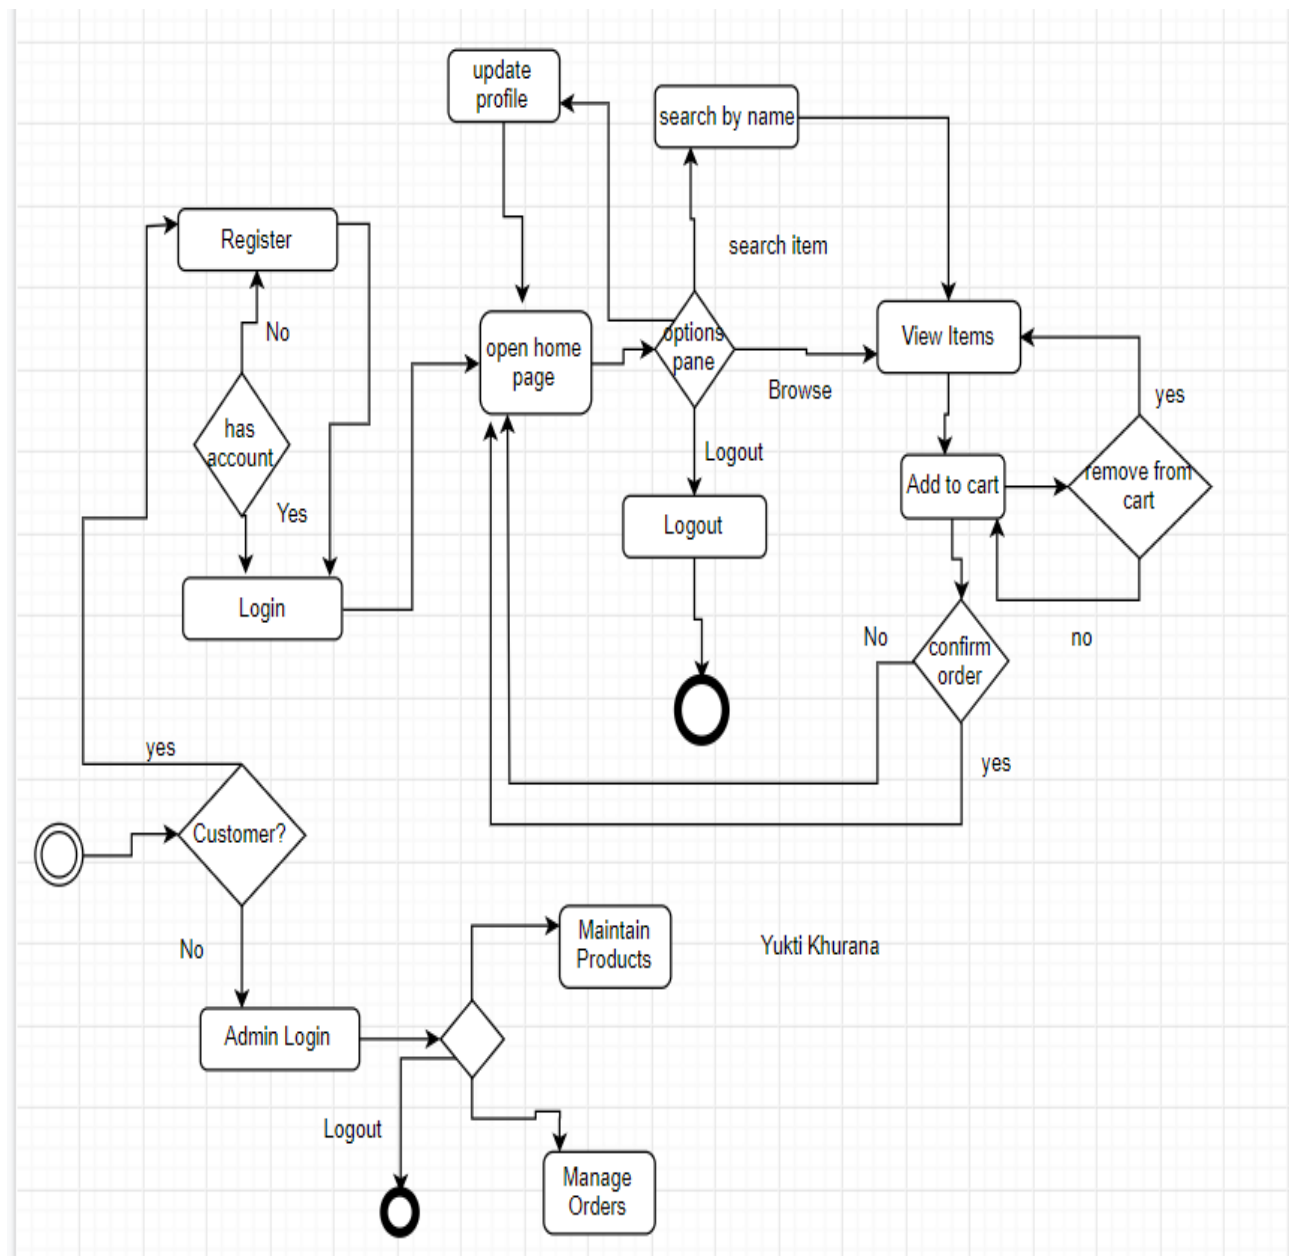 update
profile
search by name
Register
search item
No
options
pane
View Items
open home
page
Browse
yes
has
account
Logout
remove from
cart
Add to cart
Yes
Logout
Login
No
confirm
order
no
yes
yes
Customer?
Maintain
Products
Yukti Khurana
No
Admin Login
Logout
Manage
Orders